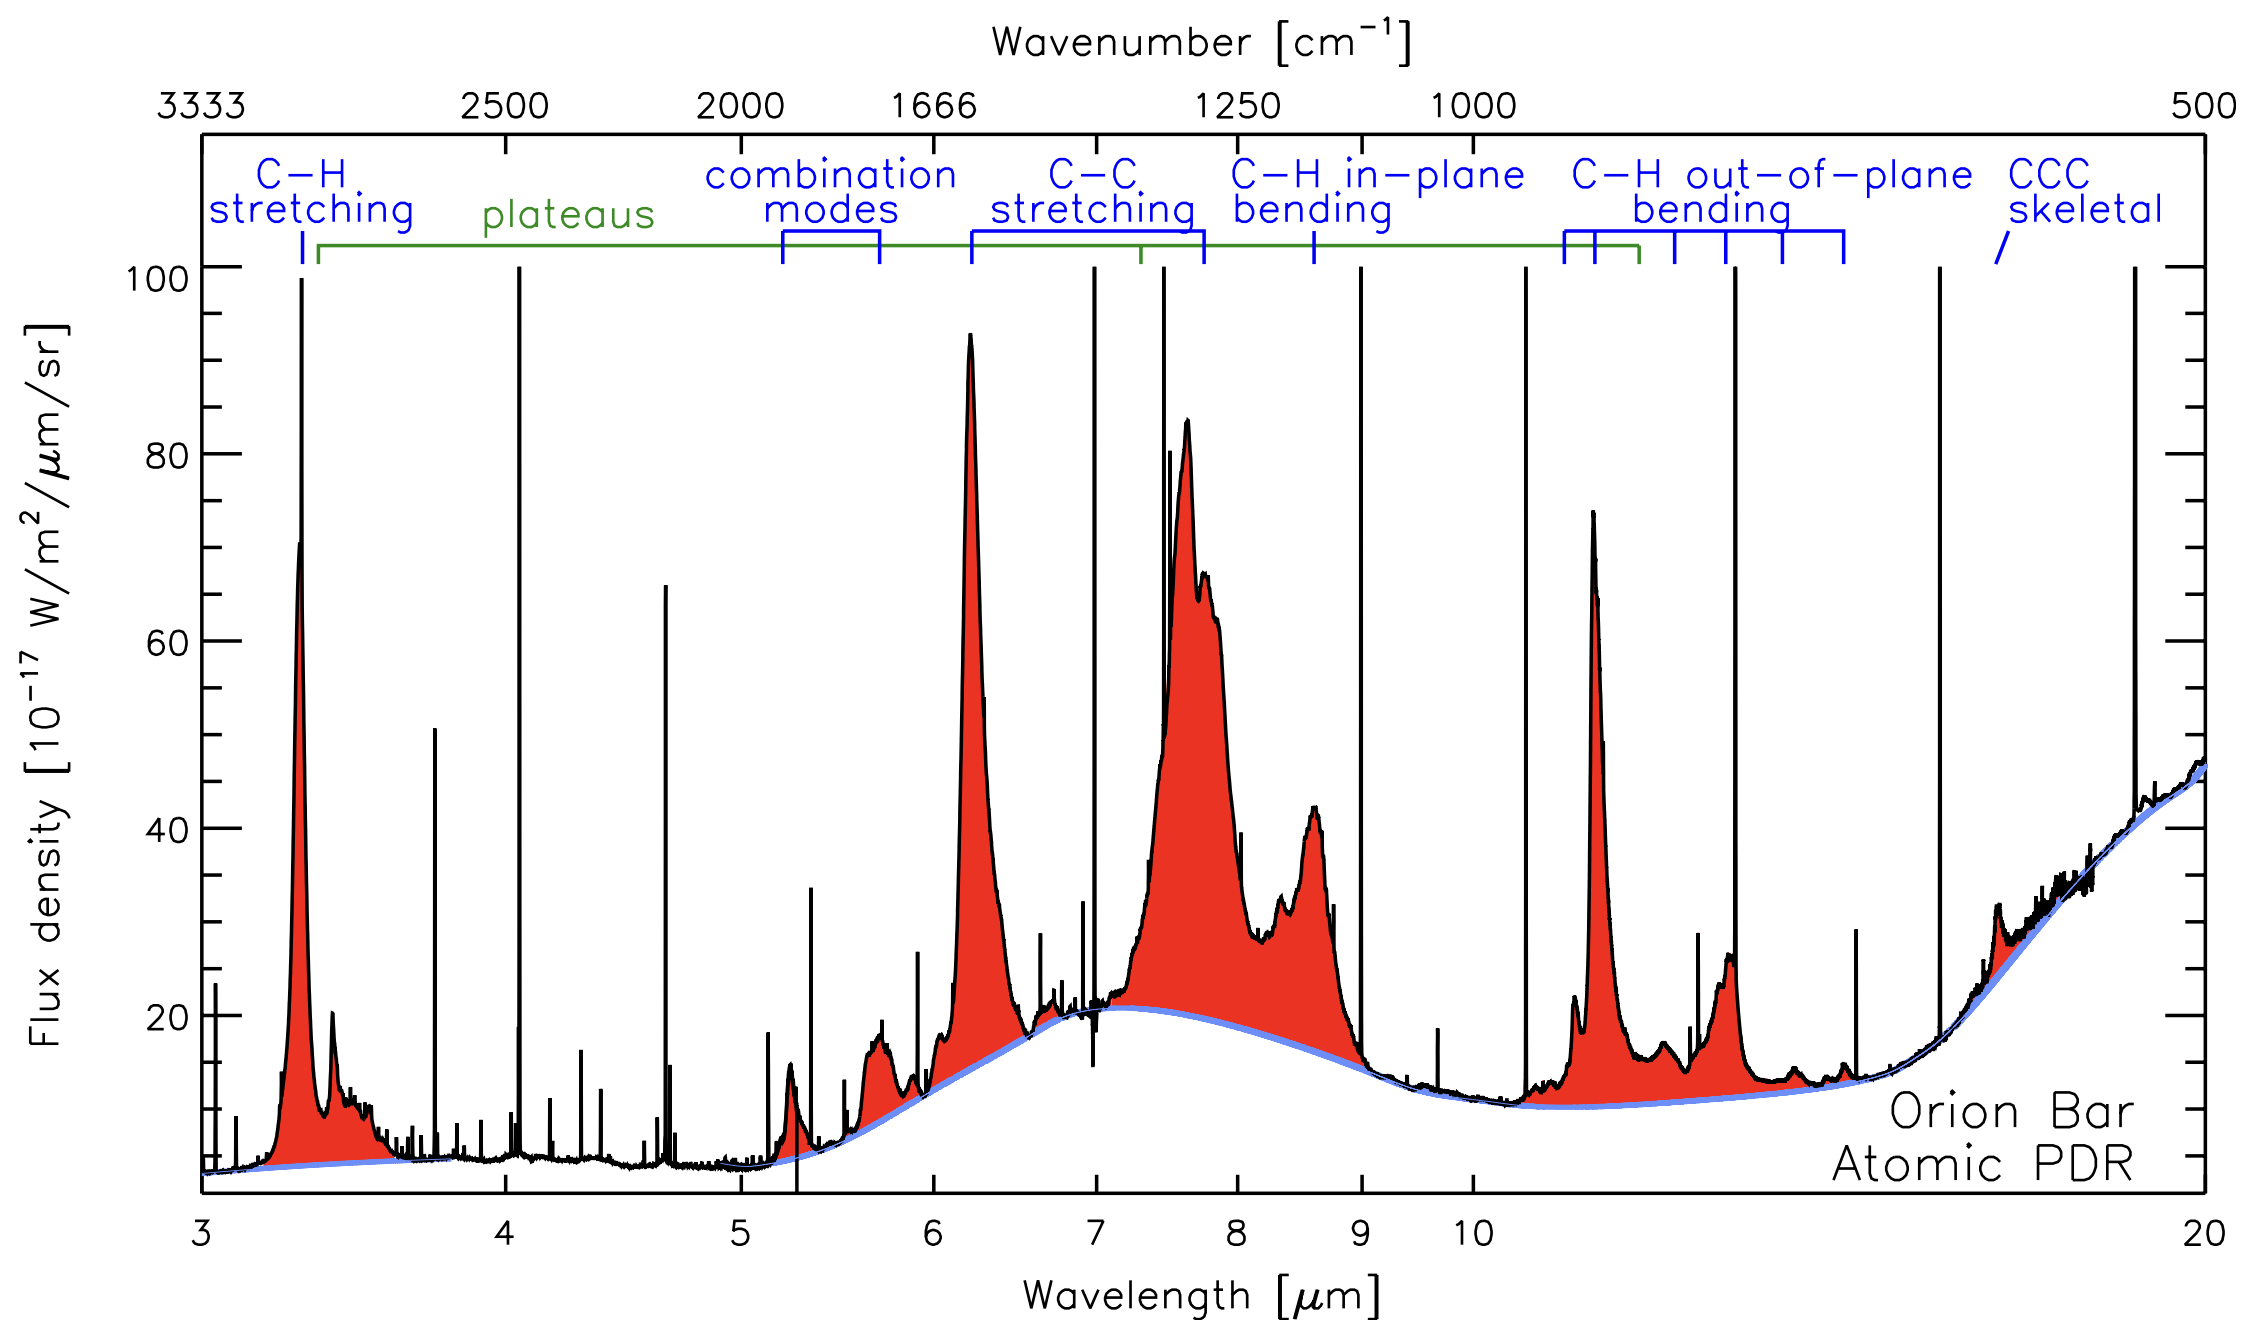 Wavenumber [cm⁻¹]
3333 2500 2000 1666 1250 1000 500
C–H stretching
plateaus
combination modes
C–C stretching
C–H in–plane bending
C–H out–of–plane bending
CCC skeletal
Flux density [10⁻¹⁷ W/m²/μm/sr]
100
80
60
40
20
Orion Bar
Atomic PDR
3 4 5 6 7 8 9 10 20
Wavelength [μm]